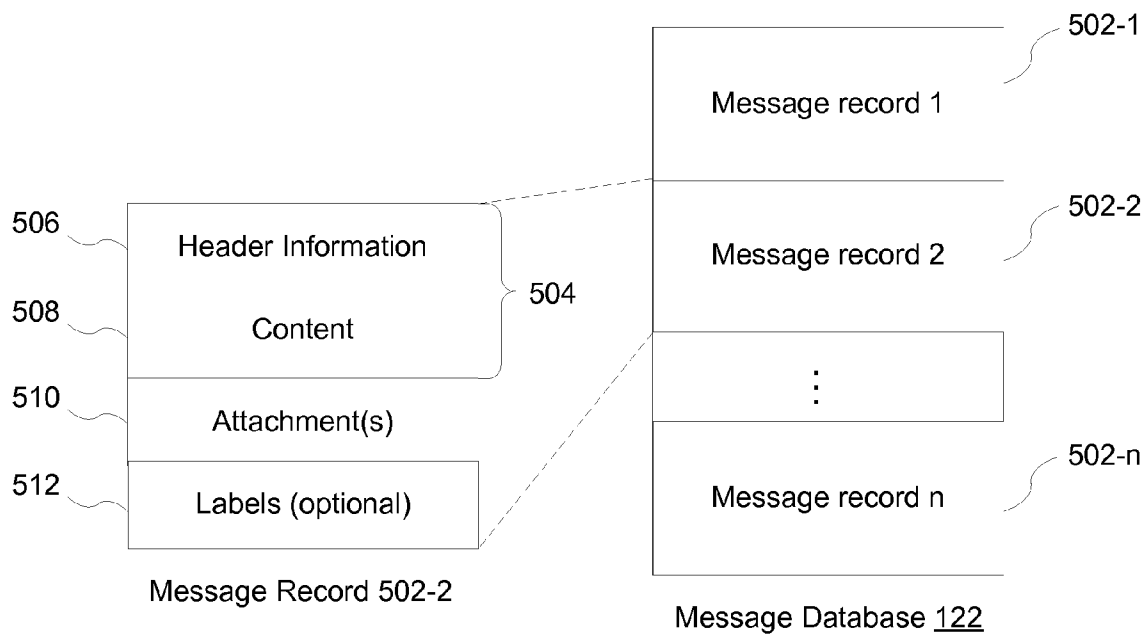 502-1
Message record 1
502-2
506
Header Information
Message record 2
504
508
Content
510
Attachment(s)
⋮
502-n
512
Labels (optional)
Message record n
Message Record 502-2
Message Database 122